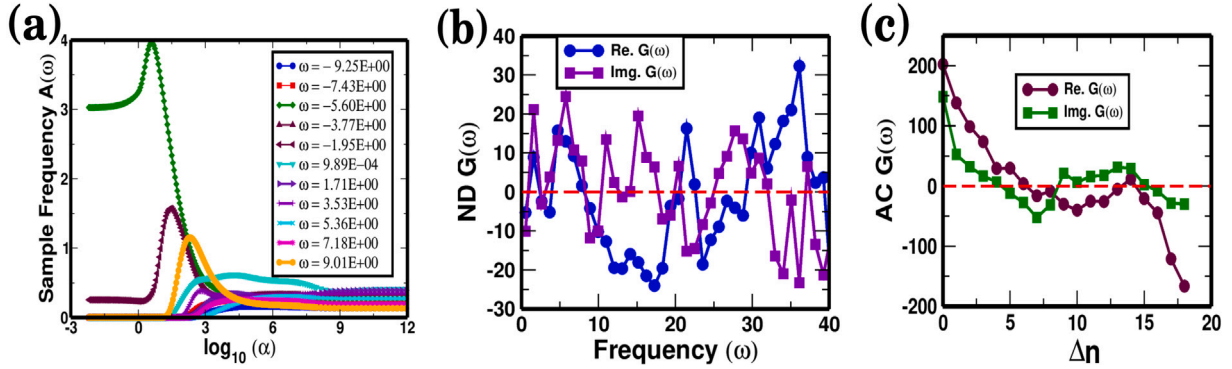 (a)
Sample Frequency A(ω)
4
3
2
1
0
-3
0
3
6
9
12
log10 (α)
ω = − 9.25E+00
ω = −7.43E+00
ω = −5.60E+00
ω = −3.77E+00
ω = −1.95E+00
ω = 9.89E−04
ω = 1.71E+00
ω = 3.53E+00
ω = 5.36E+00
ω = 7.18E+00
ω = 9.01E+00
(b)
ND G(ω)
40
30
20
10
0
-10
-20
-30
0
10
20
30
40
Frequency (ω)
Re. G(ω)
Img. G(ω)
(c)
AC G(ω)
200
100
0
-100
-200
0
5
10
15
20
Δn
Re. G(ω)
Img. G(ω)